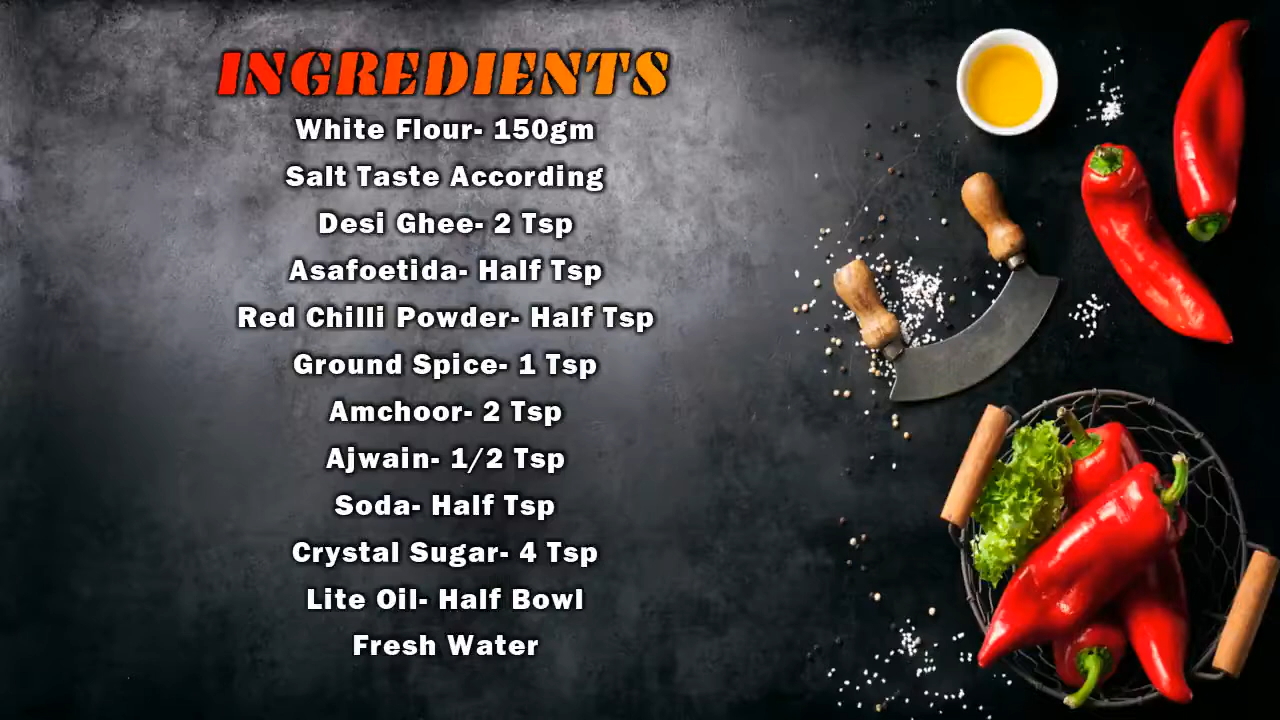 INGREDIENTS
White Flour- 150gm
Salt Taste According
Desi Ghee- 2 Tsp
Asafoetida- Half Tsp
Red Chilli Powder- Half Tsp
Ground Spice- 1 Tsp
Amchoor- 2 Tsp
Ajwain- 1/2 Tsp
Soda- Half Tsp
Crystal Sugar- 4 Tsp
Lite Oil- Half Bowl
Fresh Water